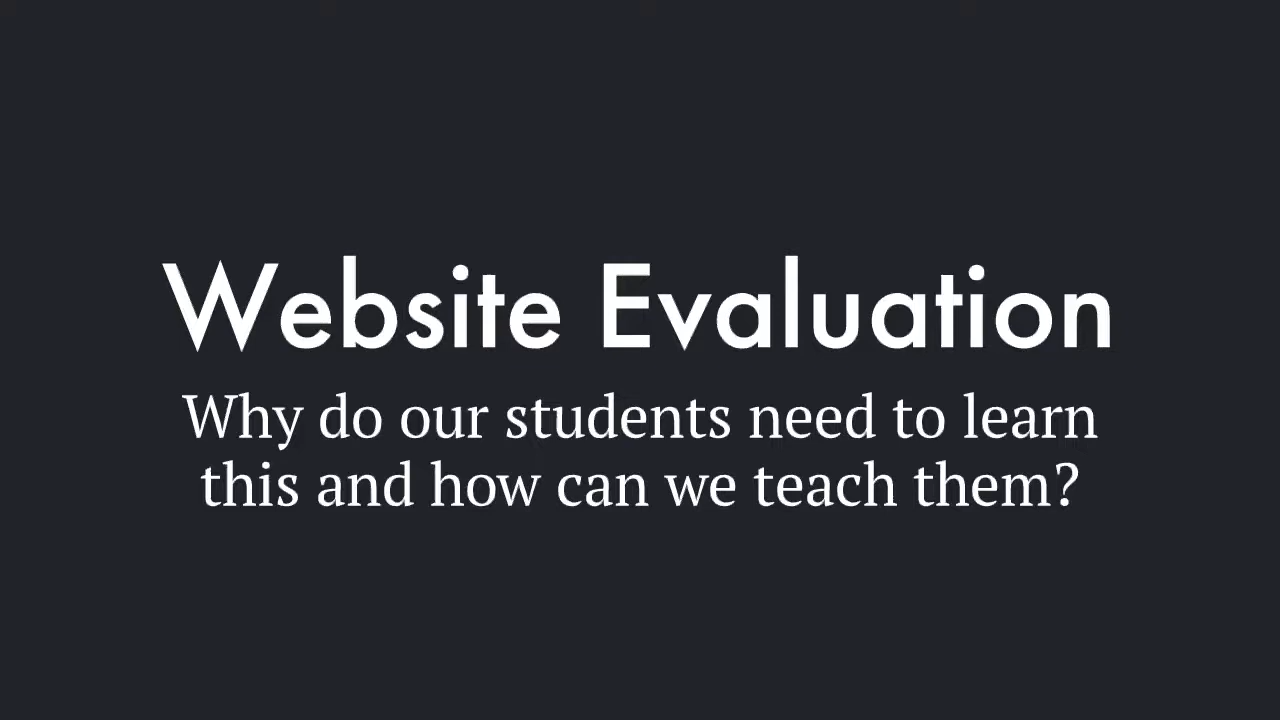 Website Evaluation
Why do our students need to learn
this and how can we teach them?